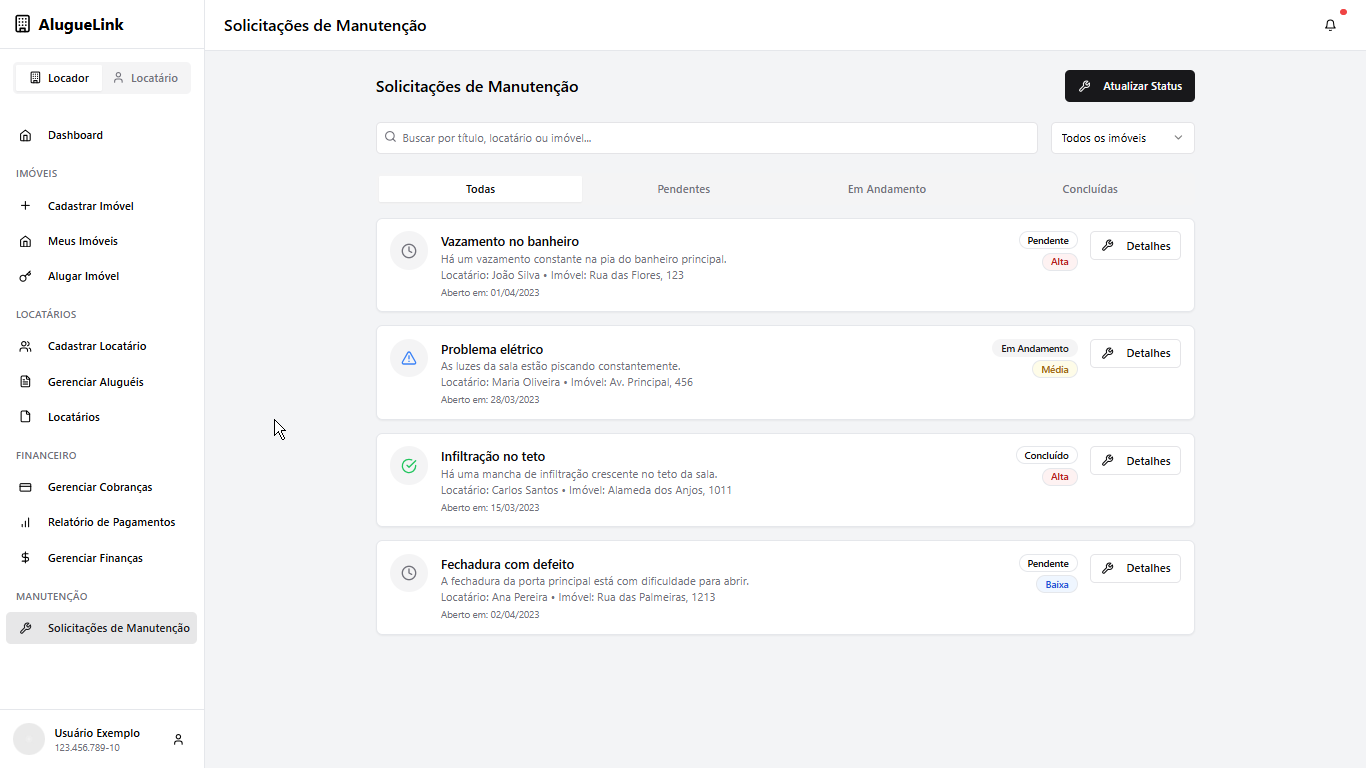 AlugueLink
Locador
Locatário
Dashboard
IMÓVEIS
Cadastrar Imóvel
Meus Imóveis
Alugar Imóvel
LOCATÁRIOS
Cadastrar Locatário
Gerenciar Aluguéis
Locatários
FINANCEIRO
Gerenciar Cobranças
Relatório de Pagamentos
Gerenciar Finanças
MANUTENÇÃO
Solicitações de Manutenção
Usuário Exemplo
123.456.789-10
Solicitações de Manutenção
Solicitações de Manutenção
Atualizar Status
Buscar por título, locatário ou imóvel...
Todos os imóveis
Todas
Pendentes
Em Andamento
Concluídas
Vazamento no banheiro
Há um vazamento constante na pia do banheiro principal.
Locatário: João Silva • Imóvel: Rua das Flores, 123
Aberto em: 01/04/2023
Pendente
Alta
Detalhes
Problema elétrico
As luzes da sala estão piscando constantemente.
Locatário: Maria Oliveira • Imóvel: Av. Principal, 456
Aberto em: 28/03/2023
Em Andamento
Média
Detalhes
Infiltração no teto
Há uma mancha de infiltração crescente no teto da sala.
Locatário: Carlos Santos • Imóvel: Alameda dos Anjos, 1011
Aberto em: 15/03/2023
Concluído
Alta
Detalhes
Fechadura com defeito
A fechadura da porta principal está com dificuldade para abrir.
Locatário: Ana Pereira • Imóvel: Rua das Palmeiras, 1213
Aberto em: 02/04/2023
Pendente
Baixa
Detalhes